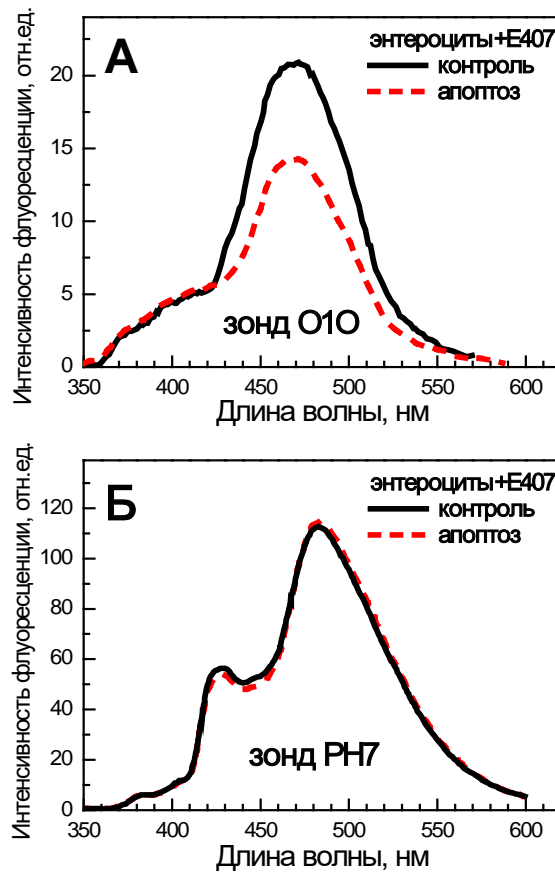 А
энтероциты+Е407
контроль
апоптоз
Интенсивность флуоресценции, отн.ед.
20
15
10
5
0
зонд О1О
350 400 450 500 550 600
Длина волны, нм
Б
энтероциты+Е407
контроль
апоптоз
Интенсивность флуоресценции, отн.ед.
120
100
80
60
40
20
0
зонд РН7
350 400 450 500 550 600
Длина волны, нм